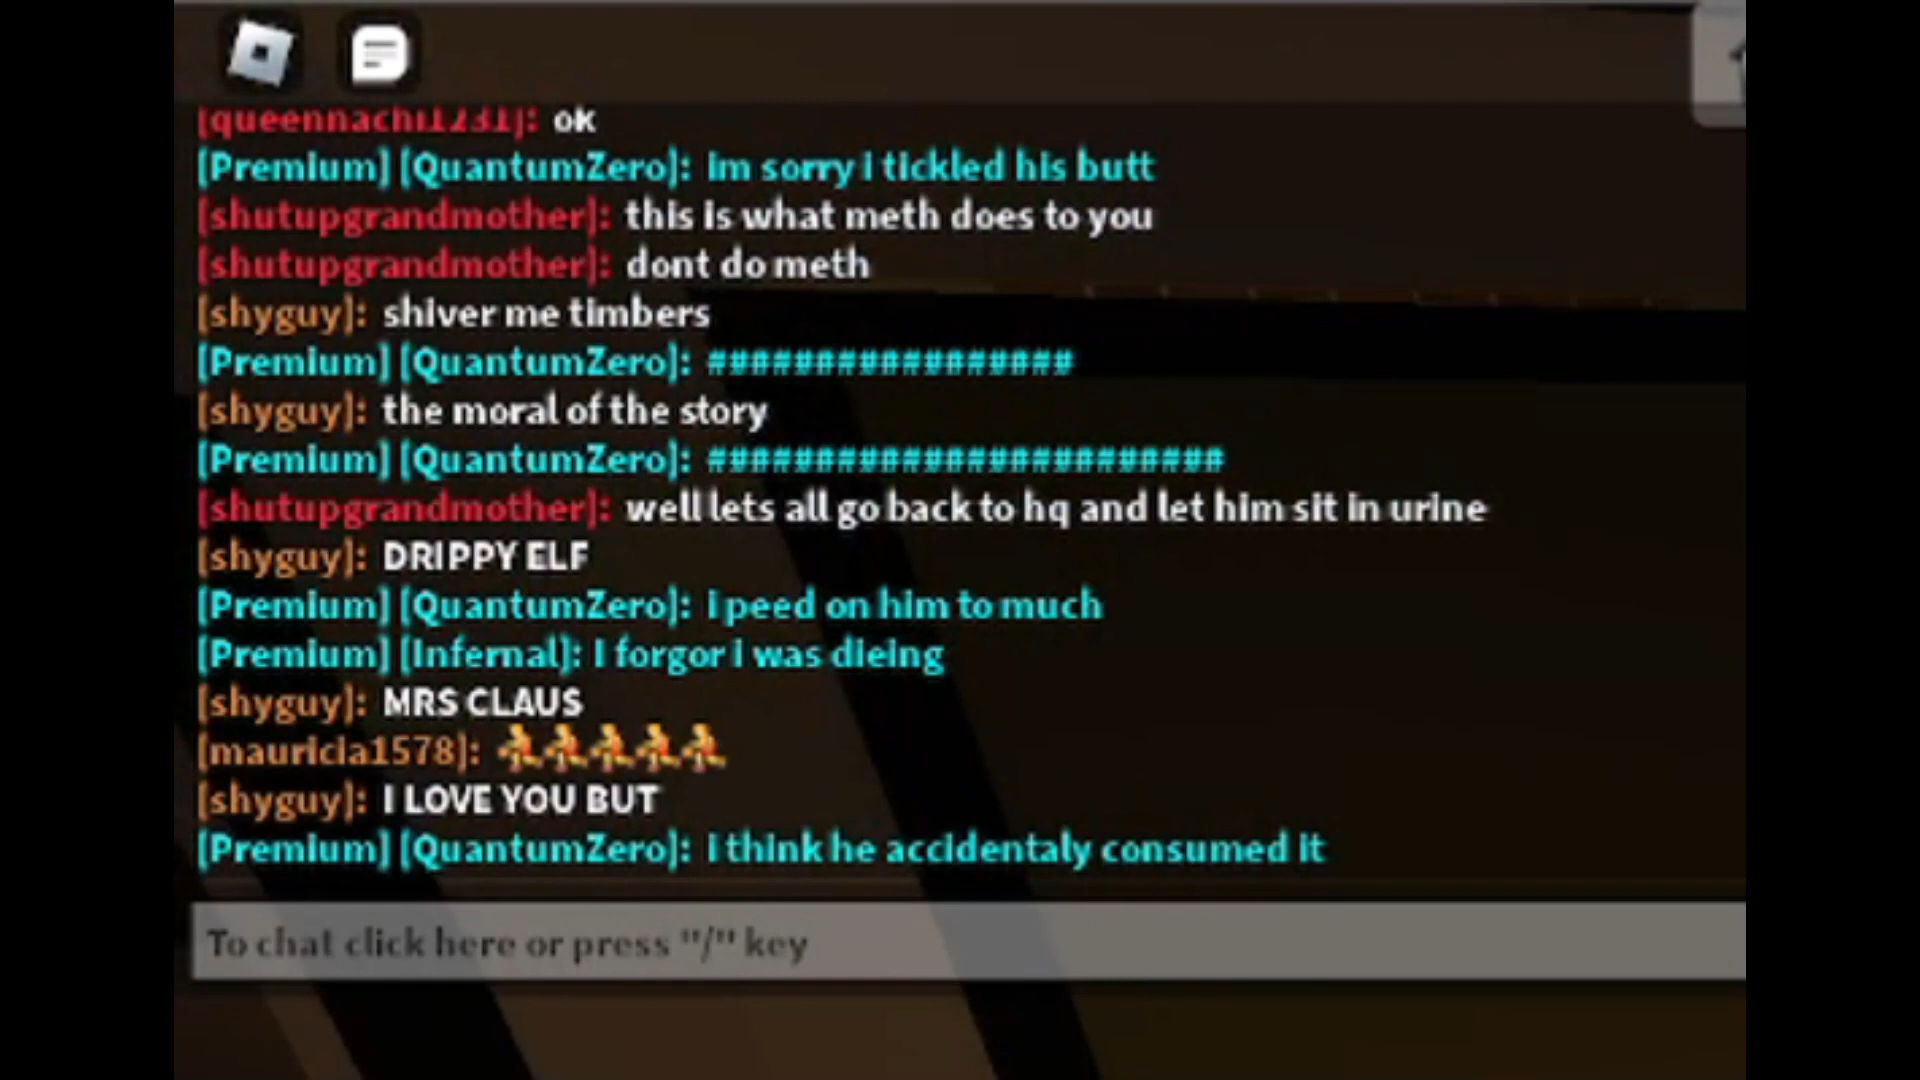 [queennachi1231]: ok
[Premium] [QuantumZero]: im sorry i tickled his butt
[shutupgrandmother]: this is what meth does to you
[shutupgrandmother]: dont do meth
[shyguy]: shiver me timbers
[Premium] [QuantumZero]: #################
[shyguy]: the moral of the story
[Premium] [QuantumZero]: ########################
[shutupgrandmother]: well lets all go back to hq and let him sit in urine
[shyguy]: DRIPPY ELF
[Premium] [QuantumZero]: i peed on him to much
[Premium] [Infernal]: I forgor i was dieing
[shyguy]: MRS CLAUS
[mauricia1578]:
[shyguy]: I LOVE YOU BUT
[Premium] [QuantumZero]: i think he accidentaly consumed it
To chat click here or press "/" key